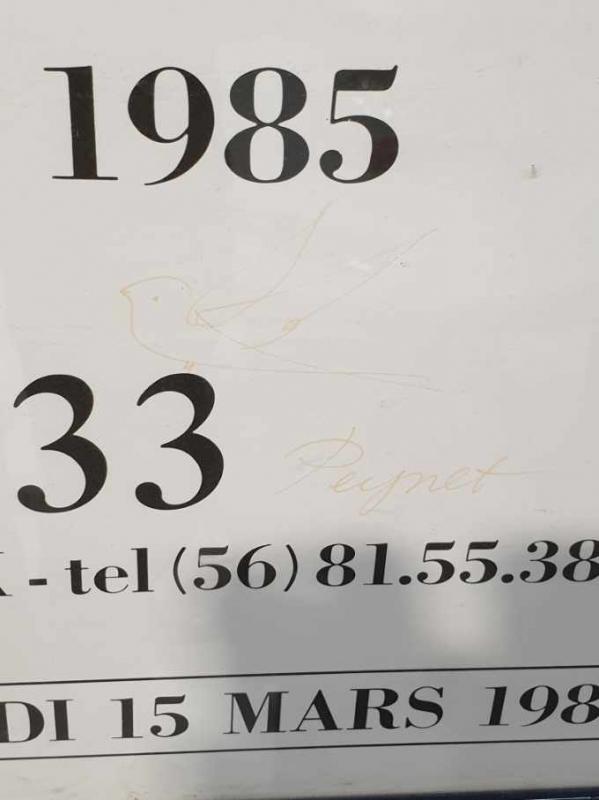 1985
33
Peynet
- tel (56) 81.55.38
DI 15 MARS 198